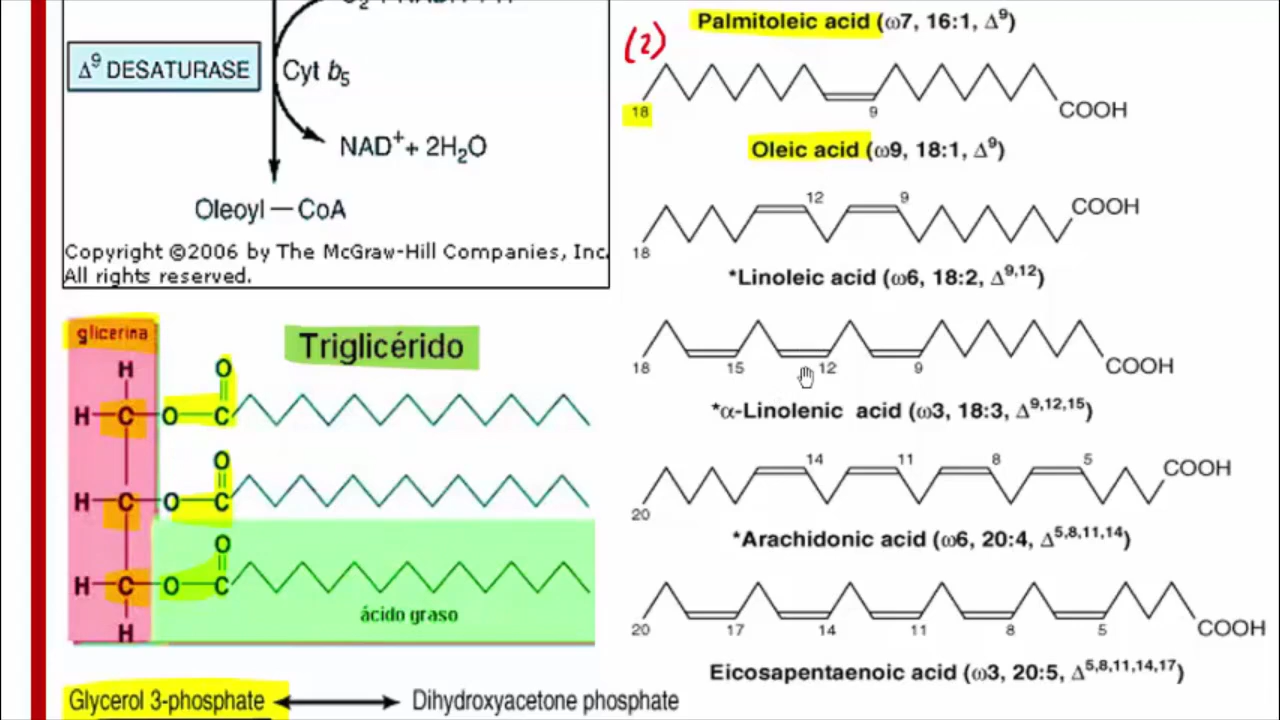 Δ9 DESATURASE
Cyt b5
NAD+ + 2H2O
Oleoyl — CoA
Copyright ©2006 by The McGraw-Hill Companies, Inc.
All rights reserved.
glicerina
Triglicérido
H
O
H C O C
O
H C O C
O
H C O C
H
ácido graso
Glycerol 3-phosphate
Dihydroxyacetone phosphate
Palmitoleic acid (ω7, 16:1, Δ9)
(2)
18 9 COOH
Oleic acid (ω9, 18:1, Δ9)
12 9 COOH
18
*Linoleic acid (ω6, 18:2, Δ9,12)
18 15 12 9 COOH
*α-Linolenic acid (ω3, 18:3, Δ9,12,15)
14 11 8 5 COOH
20
*Arachidonic acid (ω6, 20:4, Δ5,8,11,14)
20 17 14 11 8 5 COOH
Eicosapentaenoic acid (ω3, 20:5, Δ5,8,11,14,17)